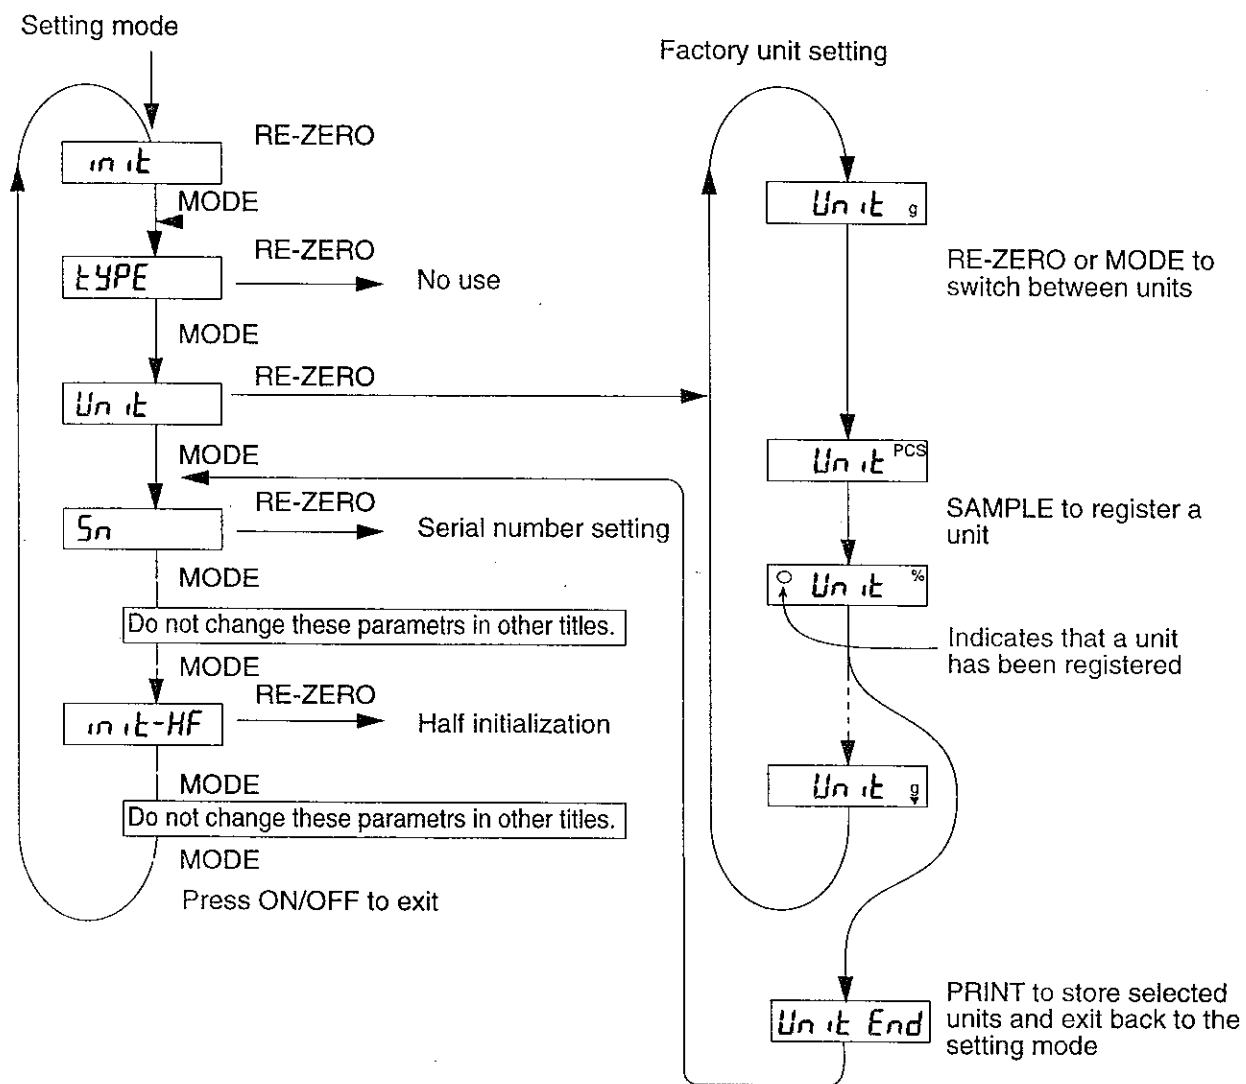 Setting mode
init
RE-ZERO
MODE
tYPE
RE-ZERO
No use
MODE
Unit
RE-ZERO
MODE
Sn
RE-ZERO
Serial number setting
MODE
Do not change these parametrs in other titles.
MODE
init-HF
RE-ZERO
Half initialization
MODE
Do not change these parametrs in other titles.
MODE
Press ON/OFF to exit
Factory unit setting
Unit g
RE-ZERO or MODE to
switch between units
Unit PCS
SAMPLE to register a
unit
Unit %
Indicates that a unit
has been registered
Unit g
Unit End
PRINT to store selected
units and exit back to the
setting mode